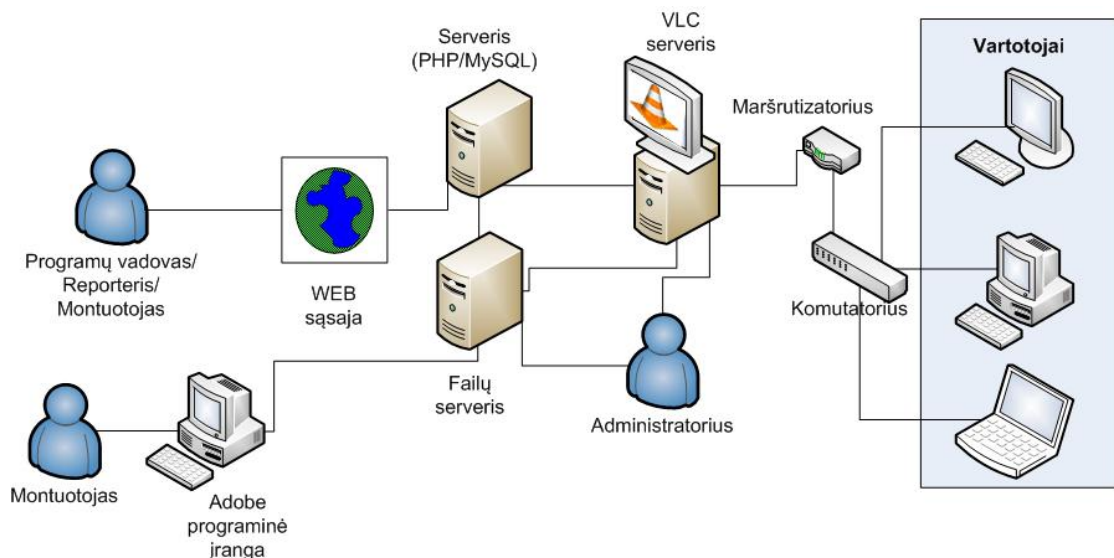 Serveris
(PHP/MySQL)
VLC
serveris
Vartotojai
Maršrutizatorius
Programų vadovas/
Reporteris/
Montuotojas
WEB
sąsaja
Komutatorius
Failų
serveris
Administratorius
Montuotojas
Adobe
programinė
įranga